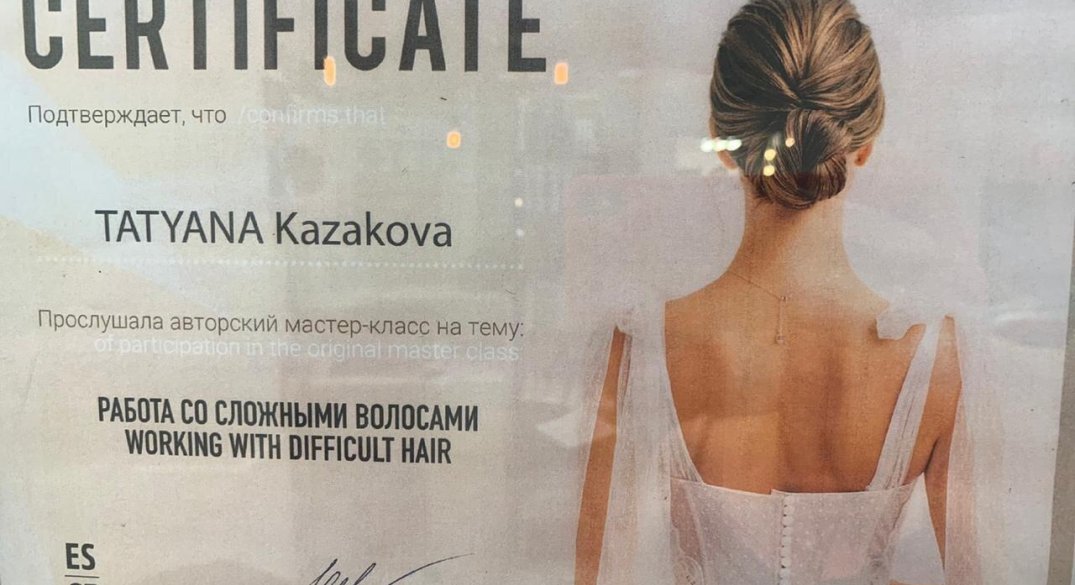 CERTIFICATE
Подтверждает, что /confirms that
TATYANA Kazakova
Прослушала авторский мастер-класс на тему:
of participation in the original master class
РАБОТА СО СЛОЖНЫМИ ВОЛОСАМИ
WORKING WITH DIFFICULT HAIR
ES